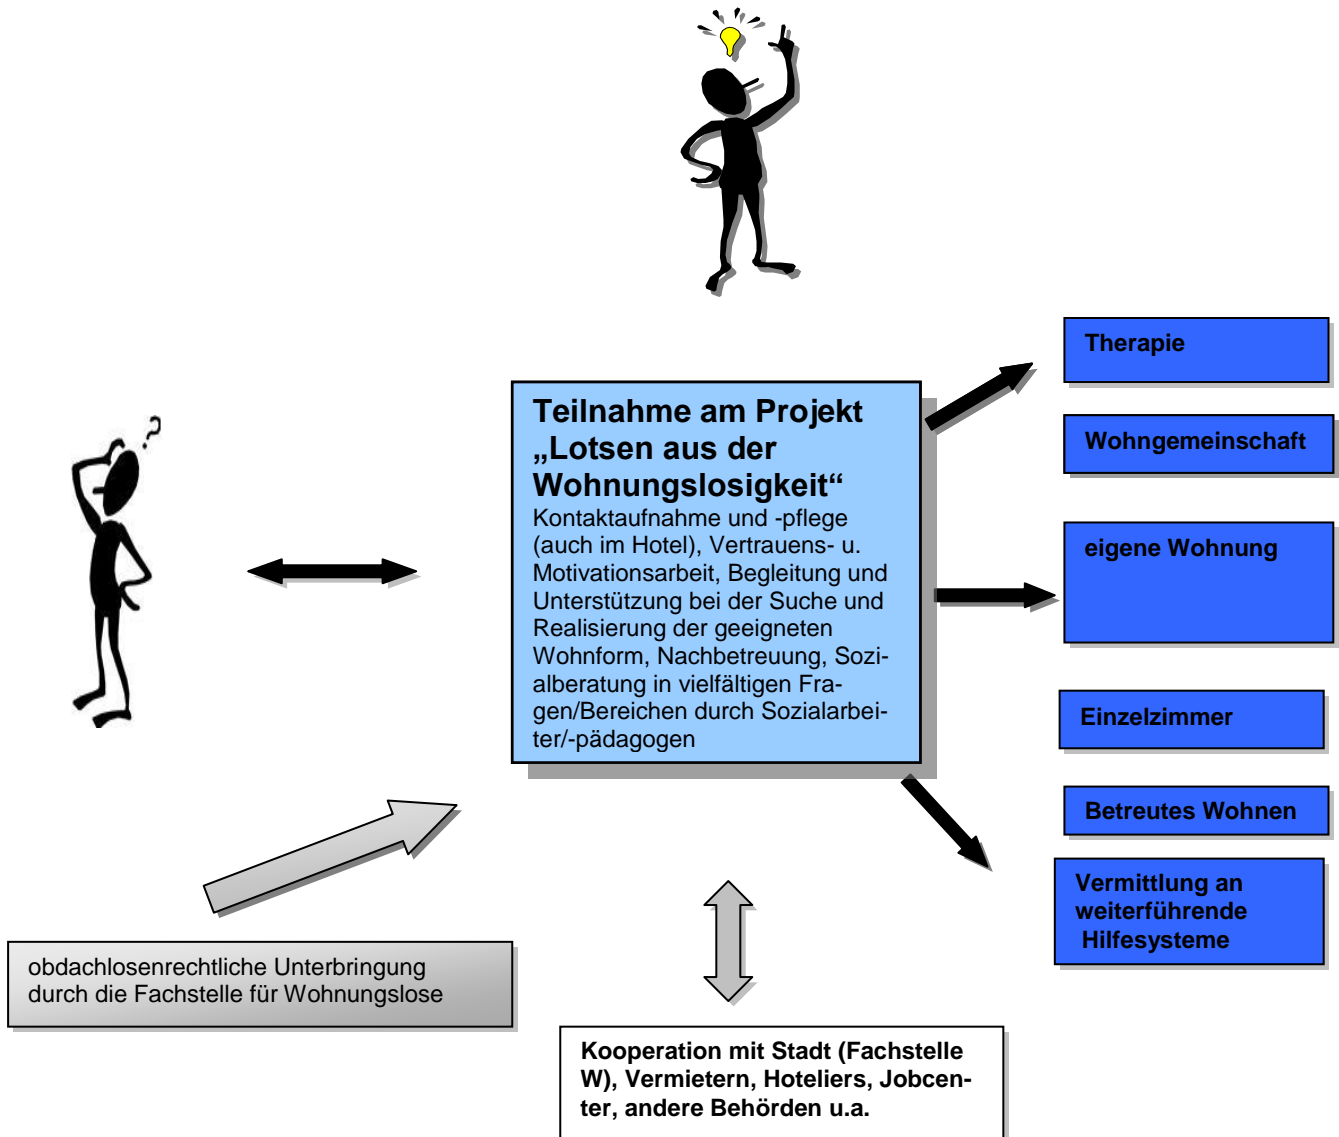 Teilnahme am Projekt
„Lotsen aus der
Wohnungslosigkeit“
Kontaktaufnahme und -pflege
(auch im Hotel), Vertrauens- u.
Motivationsarbeit, Begleitung und
Unterstützung bei der Suche und
Realisierung der geeigneten
Wohnform, Nachbetreuung, Sozi-
alberatung in vielfältigen Fra-
gen/Bereichen durch Sozialarbei-
ter/-pädagogen
Therapie
Wohngemeinschaft
eigene Wohnung
Einzelzimmer
Betreutes Wohnen
Vermittlung an
weiterführende
Hilfesysteme
?
obdachlosenrechtliche Unterbringung
durch die Fachstelle für Wohnungslose
Kooperation mit Stadt (Fachstelle
W), Vermietern, Hoteliers, Jobcen-
ter, andere Behörden u.a.